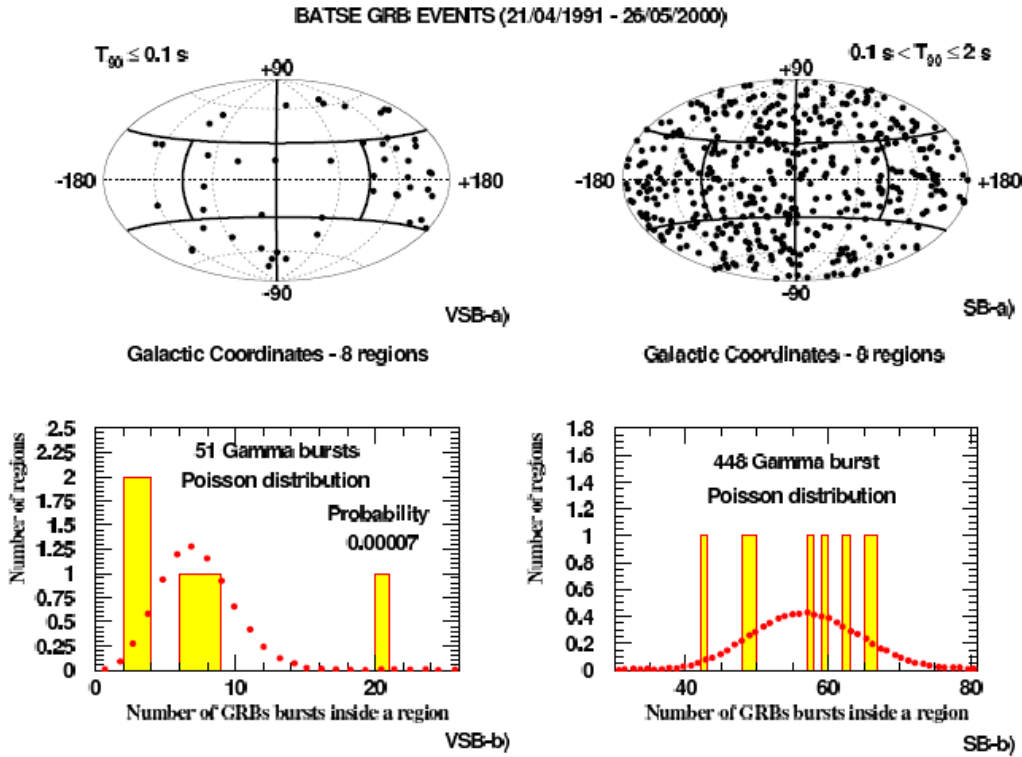 BATSE GRB EVENTS (21/04/1991 - 26/05/2000)
T90 ≤ 0.1 s
0.1 s < T90 ≤ 2 s
+90
+90
-180
+180
-180
+180
-90
-90
VSB-a)
SB-a)
Galactic Coordinates - 8 regions
Galactic Coordinates - 8 regions
Number of regions
2.5
2.25
2
1.75
1.5
1.25
1
0.75
0.5
0.25
0
51 Gamma bursts
Poisson distribution
Probability
0.00007
0
10
20
Number of GRBs bursts inside a region
VSB-b)
Number of regions
1.8
1.6
1.4
1.2
1
0.8
0.6
0.4
0.2
0
448 Gamma burst
Poisson distribution
40
60
80
Number of GRBs bursts inside a region
SB-b)